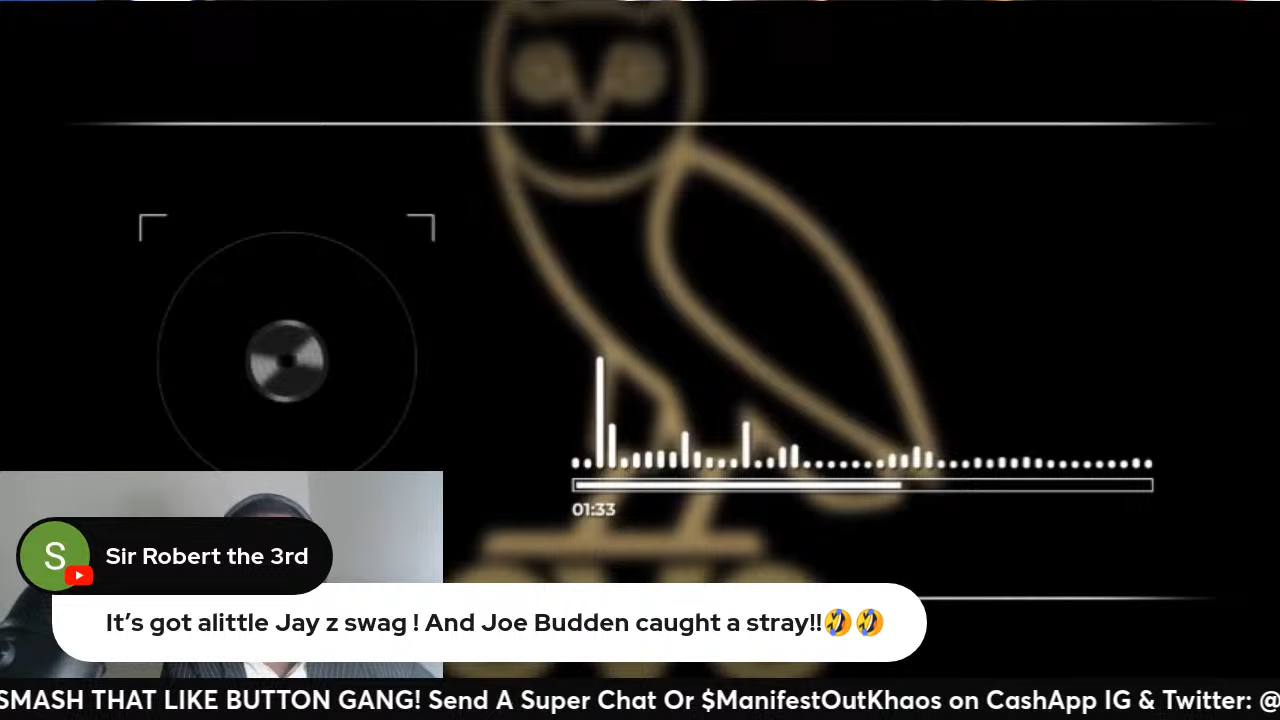 01:33
S
Sir Robert the 3rd
It’s got alittle Jay z swag ! And Joe Budden caught a stray!!🤣🤣
SMASH THAT LIKE BUTTON GANG! Send A Super Chat Or $ManifestOutKhaos on CashApp IG & Twitter: @